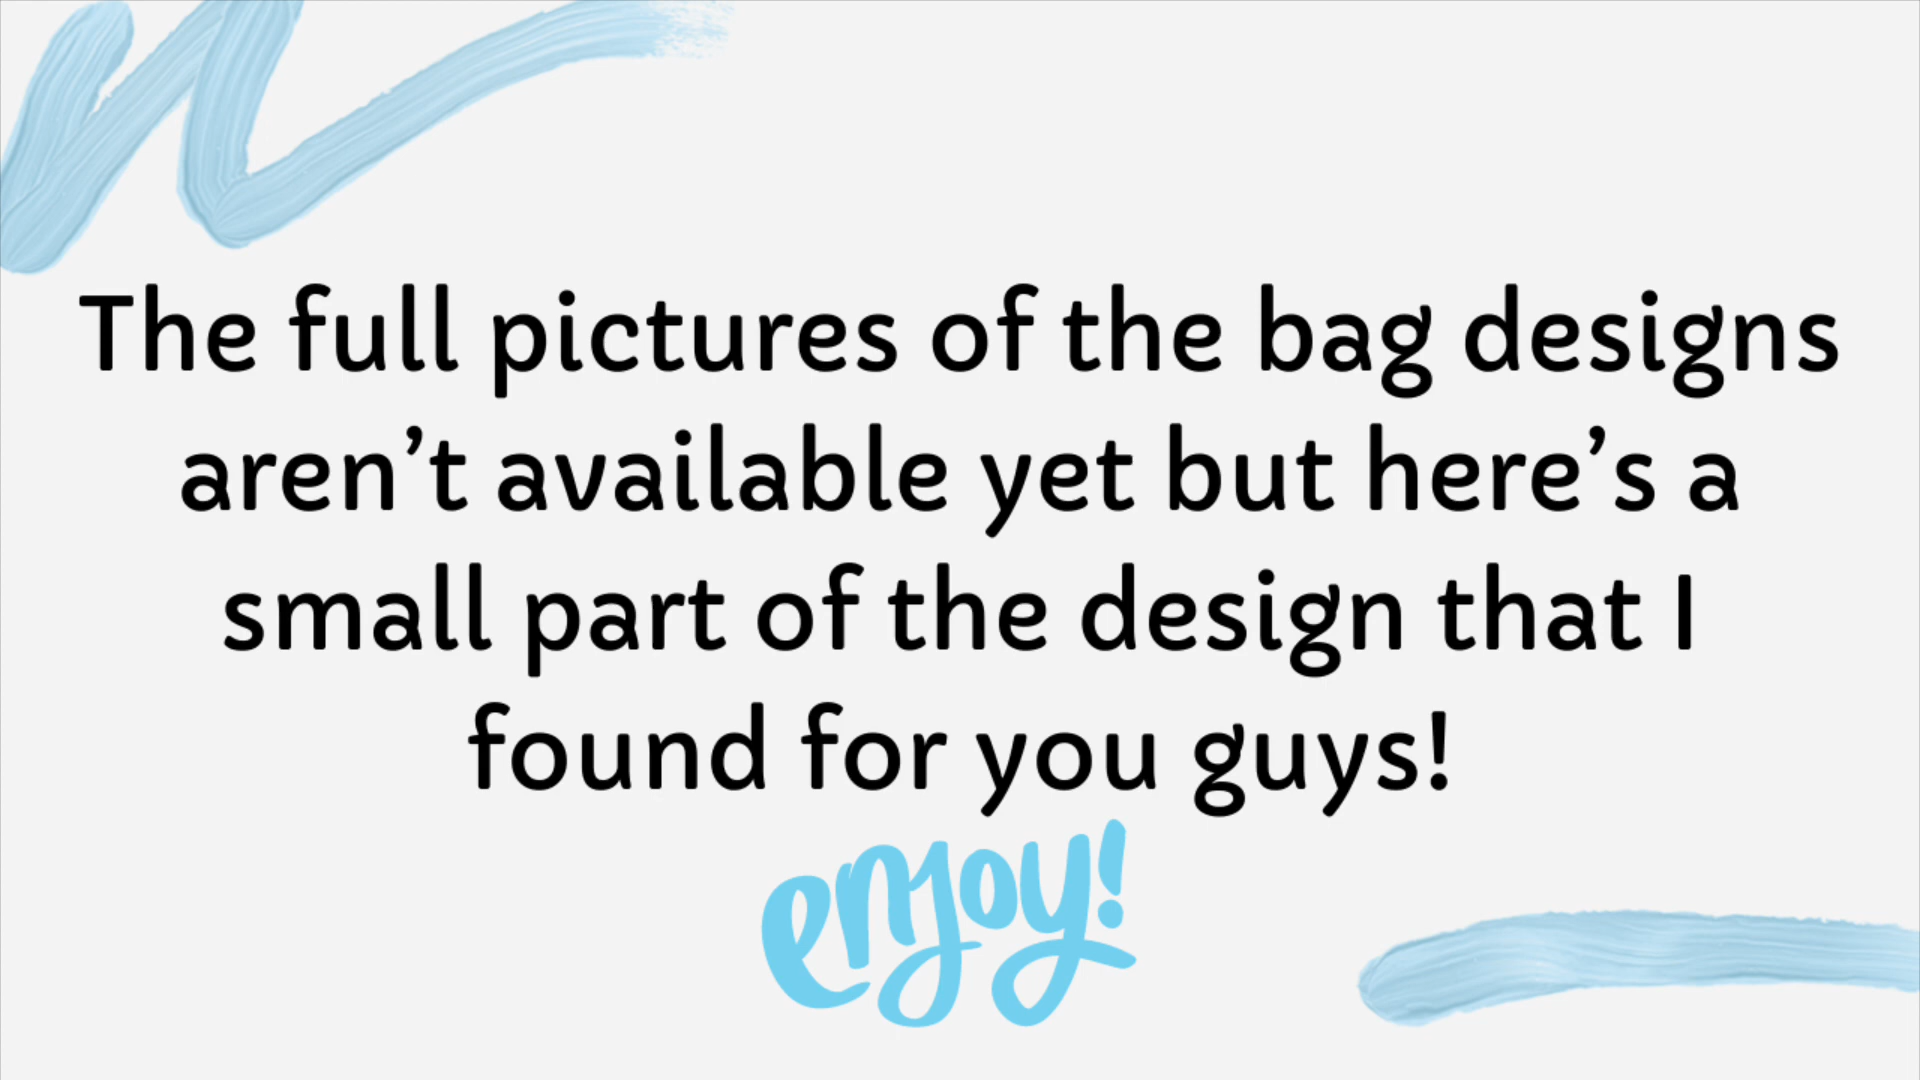 The full pictures of the bag designs
aren’t available yet but here’s a
small part of the design that I
found for you guys!
enjoy!